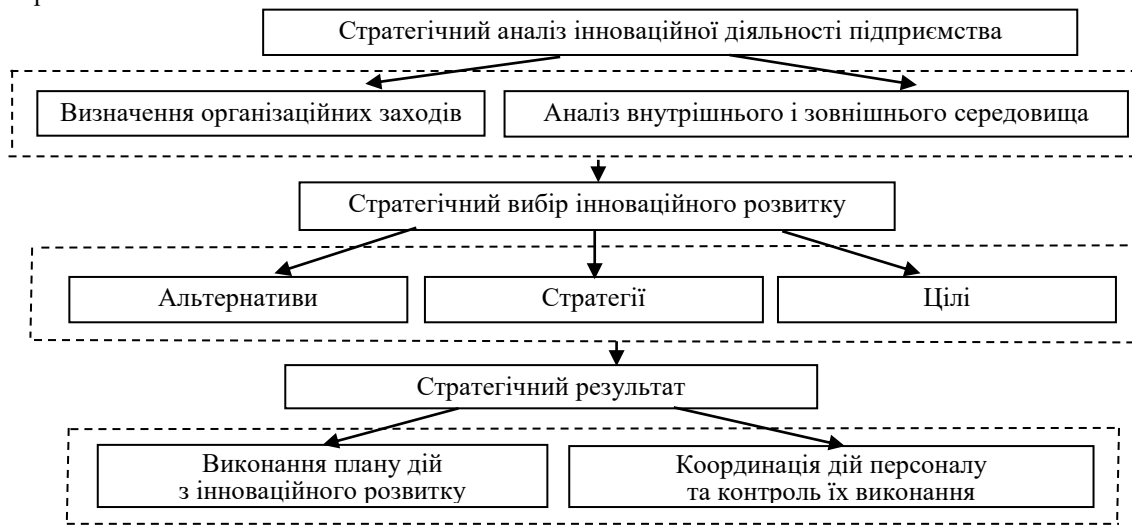 Стратегічний аналіз інноваційної діяльності підприємства
Визначення організаційних заходів
Аналіз внутрішнього і зовнішнього середовища
Стратегічний вибір інноваційного розвитку
Альтернативи
Стратегії
Цілі
Стратегічний результат
Виконання плану дій
з інноваційного розвитку
Координація дій персоналу
та контроль їх виконання